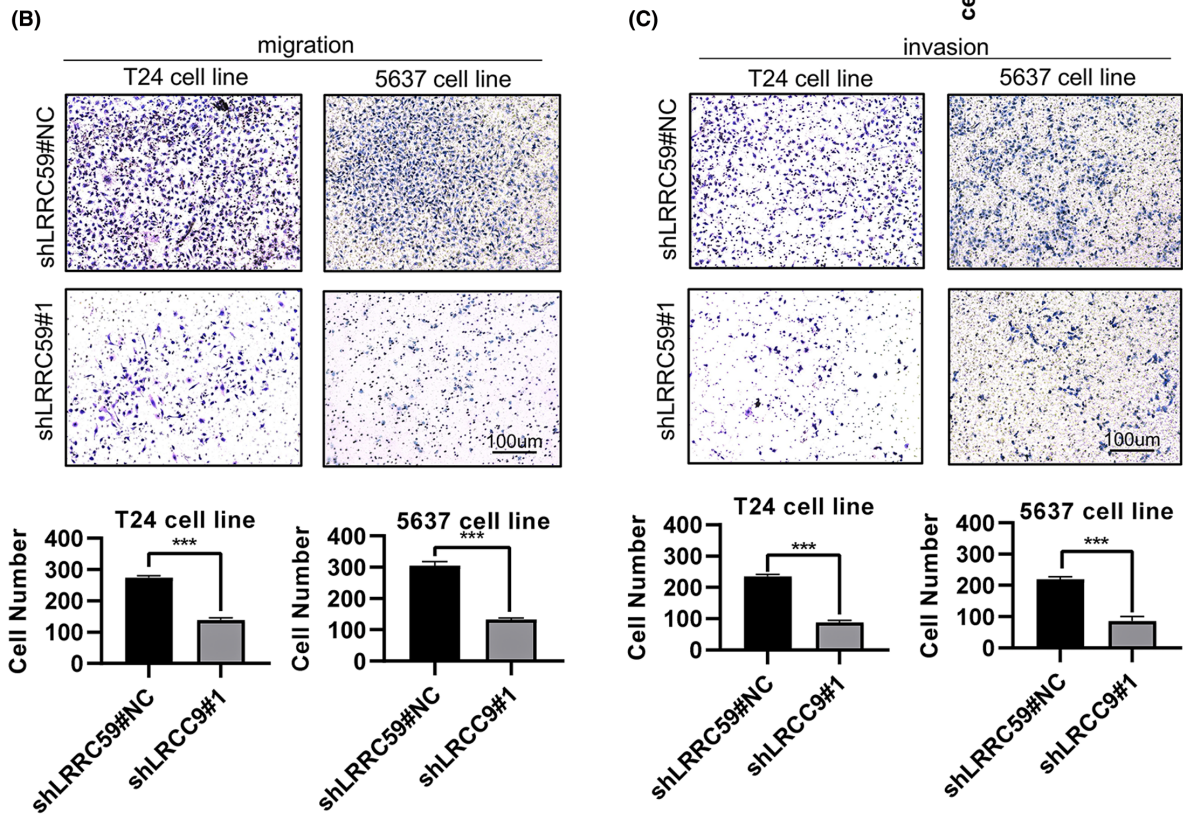 (B)
migration
T24 cell line
5637 cell line
shLRRC59#NC
shLRRC59#1
100um
T24 cell line
Cell Number
400
300
200
100
0
***
shLRRC59#NC
shLRCC9#1
5637 cell line
Cell Number
400
300
200
100
0
***
shLRRC59#NC
shLRCC9#1
(C)
ce
invasion
T24 cell line
5637 cell line
shLRRC59#NC
shLRRC59#1
100um
T24 cell line
Cell Number
400
300
200
100
0
***
shLRRC59#NC
shLRCC9#1
5637 cell line
Cell Number
400
300
200
100
0
***
shLRRC59#NC
shLRCC9#1